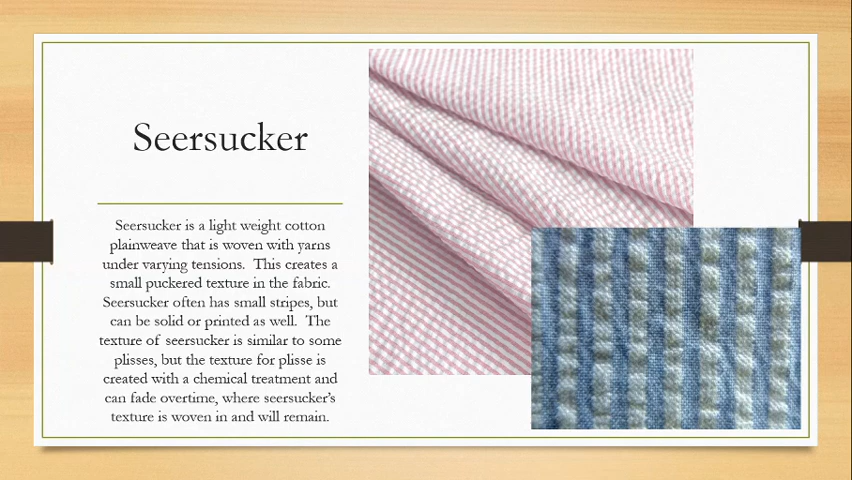 Seersucker
Seersucker is a light weight cotton
plainweave that is woven with yarns
under varying tensions.  This creates a
small puckered texture in the fabric.
Seersucker often has small stripes, but
can be solid or printed as well.  The
texture of seersucker is similar to some
plisses, but the texture for plisse is
created with a chemical treatment and
can fade overtime, where seersucker's
texture is woven in and will remain.